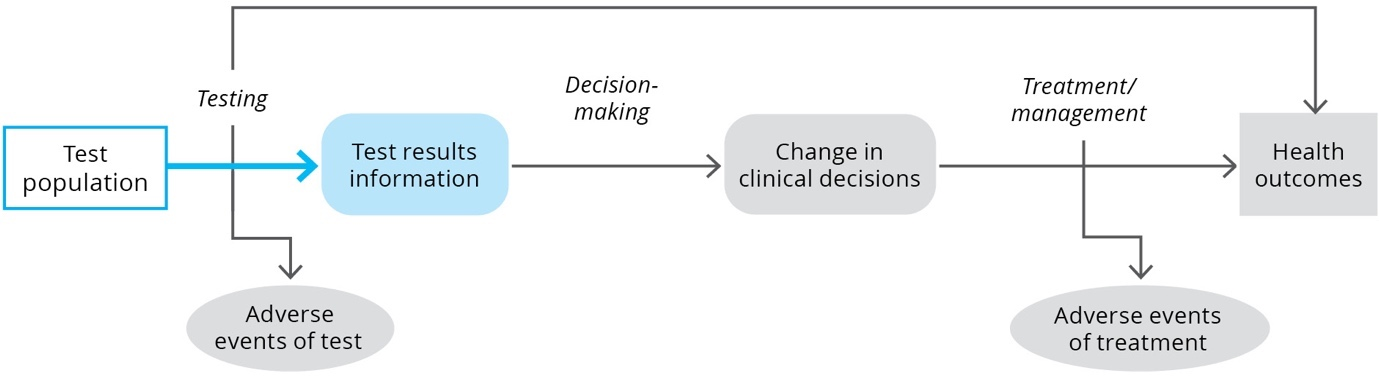 Testing
Decision-
making
Treatment/
management
Test
population
Test results
information
Change in
clinical decisions
Health
outcomes
Adverse
events of test
Adverse events
of treatment